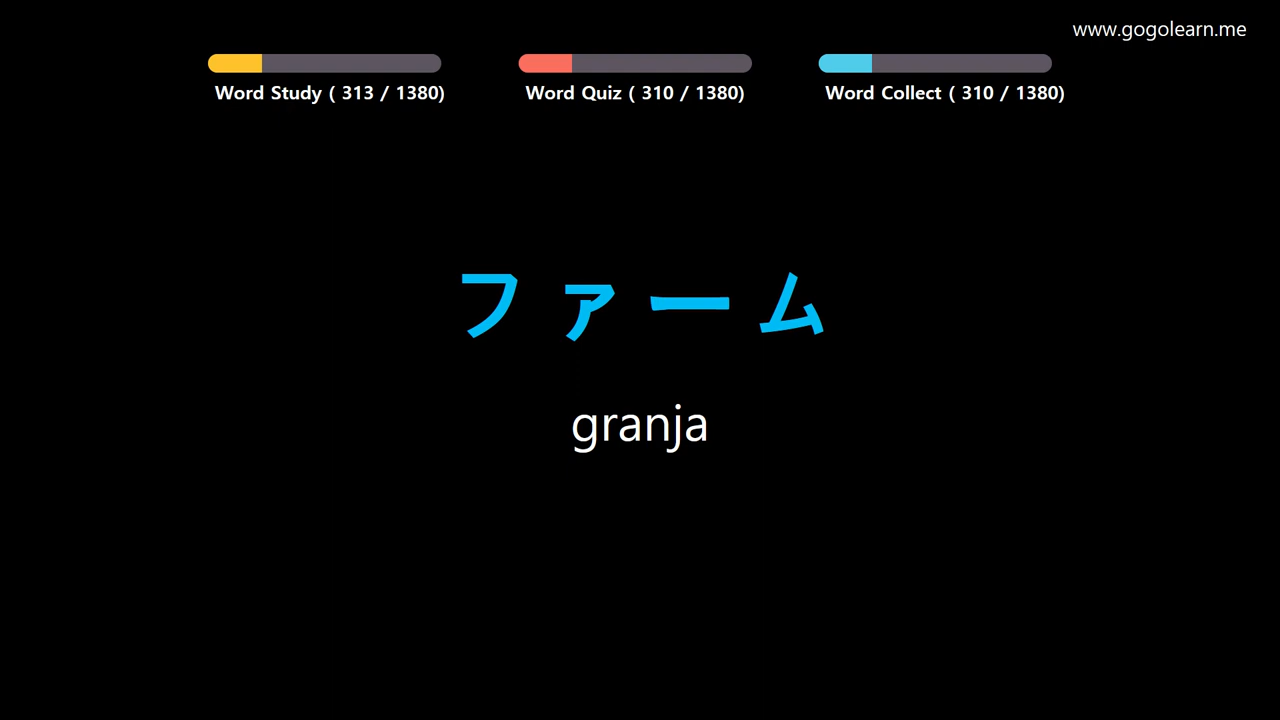 www.gogolearn.me
Word Study ( 313 / 1380)
Word Quiz ( 310 / 1380)
Word Collect ( 310 / 1380)
ファーム
granja